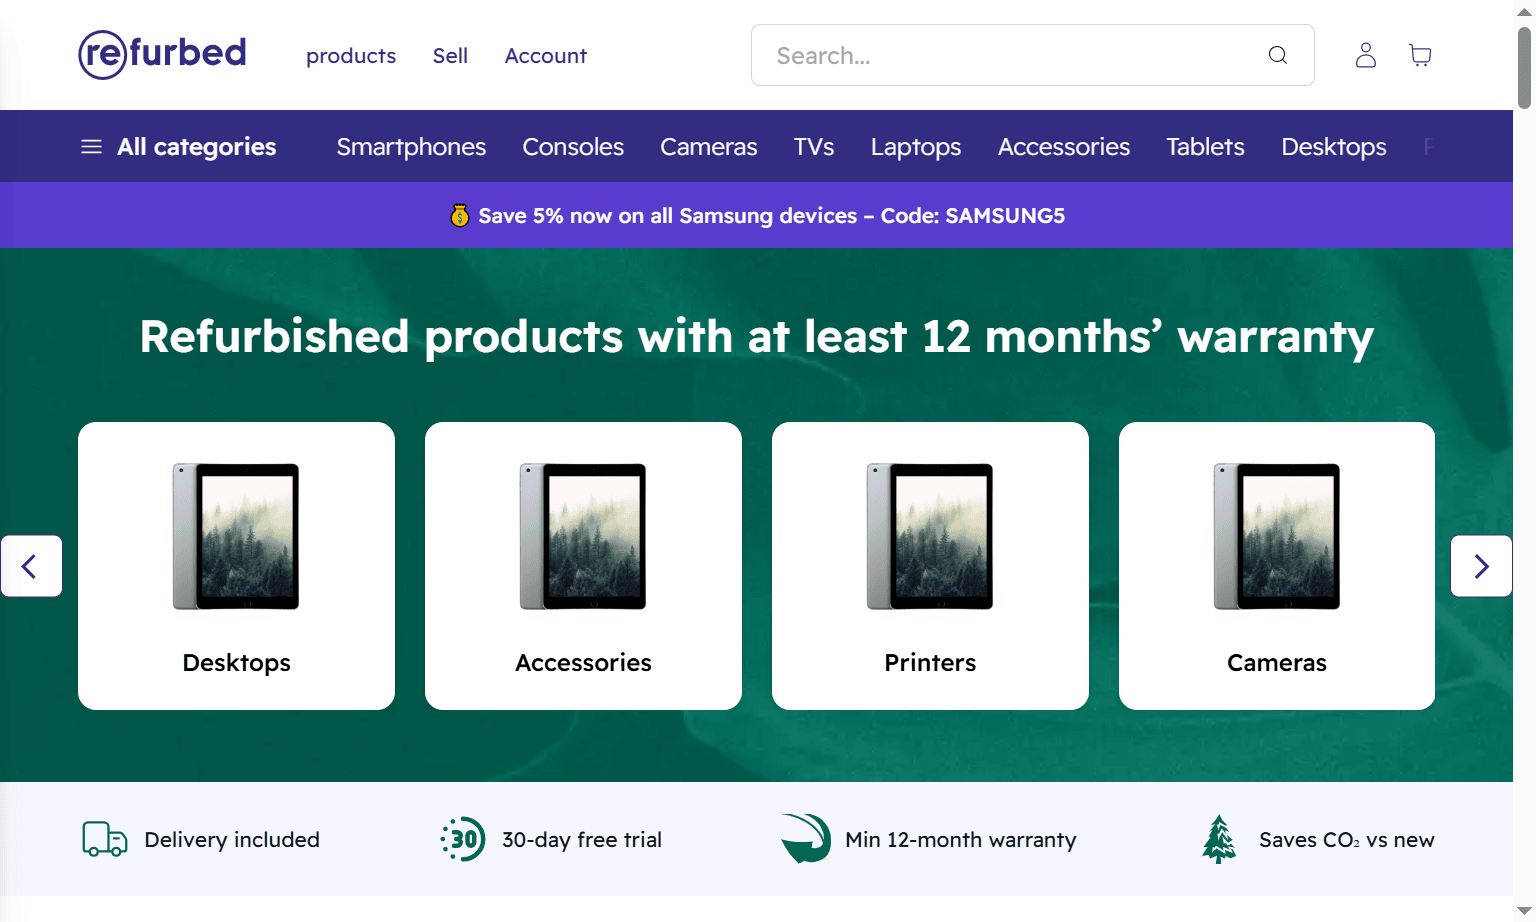 refurbed
products Sell Account
Search...
All categories Smartphones Consoles Cameras TVs Laptops Accessories Tablets Desktops
Save 5% now on all Samsung devices – Code: SAMSUNG5
Refurbished products with at least 12 months’ warranty
Desktops Accessories Printers Cameras
Delivery included 30 30-day free trial Min 12-month warranty Saves CO₂ vs new